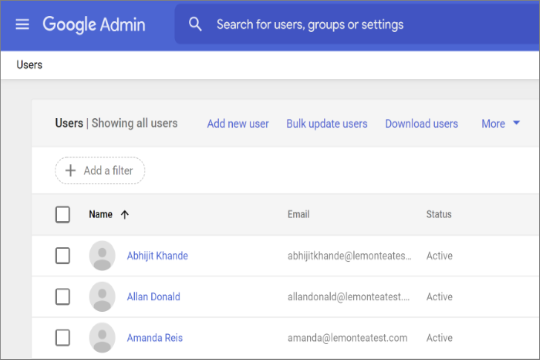 Google Admin Search for users, groups or settings
Users
Users | Showing all users Add new user Bulk update users Download users More
Add a filter
Name Email Status
Abhijit Khande abhijitkhande@lemonteates... Active
Allan Donald allandonald@lemonteatest.... Active
Amanda Reis amanda@lemonteatest.com Active